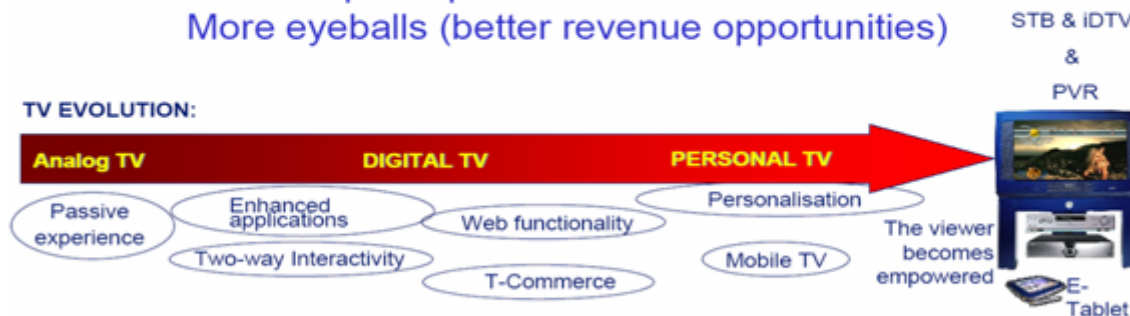 More eyeballs (better revenue opportunities)
STB & iDTV
&
PVR
TV EVOLUTION:
Analog TV
DIGITAL TV
PERSONAL TV
Passive
experience
Enhanced
applications
Two-way Interactivity
Web functionality
T-Commerce
Personalisation
Mobile TV
The viewer
becomes
empowered
E-
Tablet